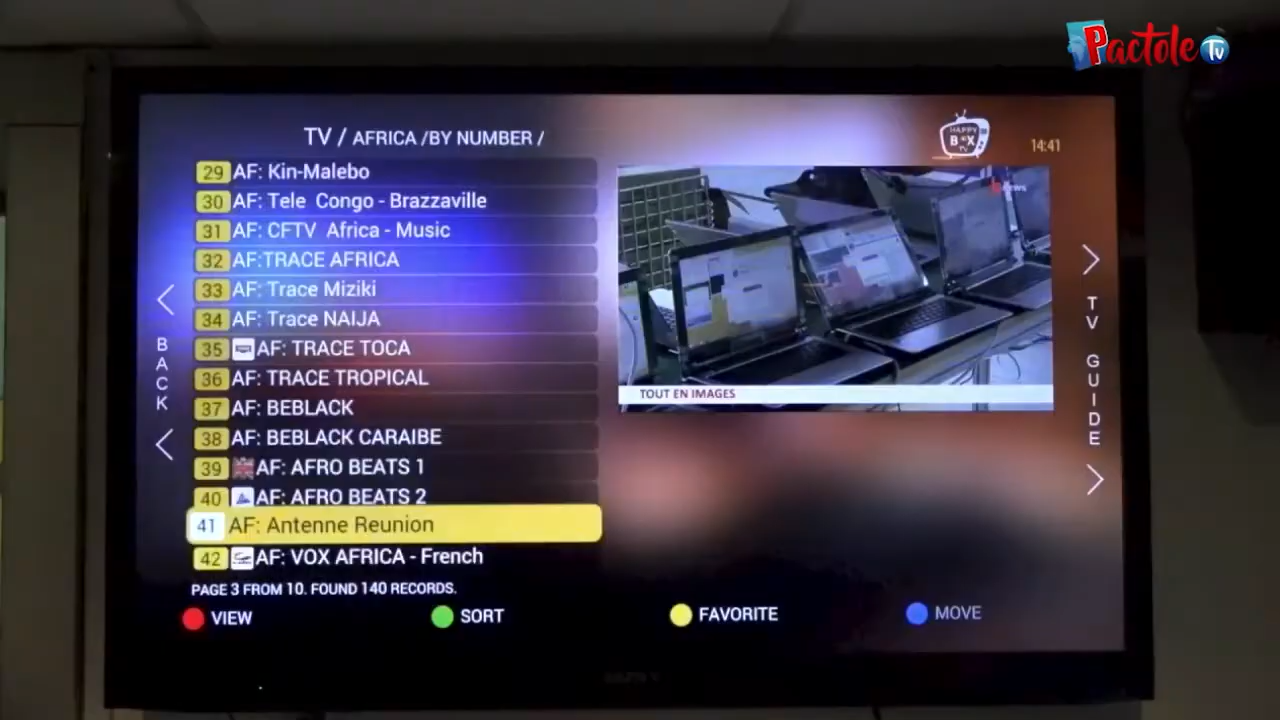 Pactole Tv
TV / AFRICA /BY NUMBER /
HAPPY
BOX
TV
14:41
29 AF: Kin-Malebo
30 AF: Tele Congo - Brazzaville
31 AF: CFTV Africa - Music
32 AF:TRACE AFRICA
33 AF: Trace Miziki
34 AF: Trace NAIJA
35 AF: TRACE TOCA
36 AF: TRACE TROPICAL
37 AF: BEBLACK
38 AF: BEBLACK CARAIBE
39 AF: AFRO BEATS 1
40 AF: AFRO BEATS 2
41 AF: Antenne Reunion
42 AF: VOX AFRICA - French
PAGE 3 FROM 10. FOUND 140 RECORDS.
VIEW
SORT
FAVORITE
MOVE
BACK
News
TOUT EN IMAGES
TV GUIDE